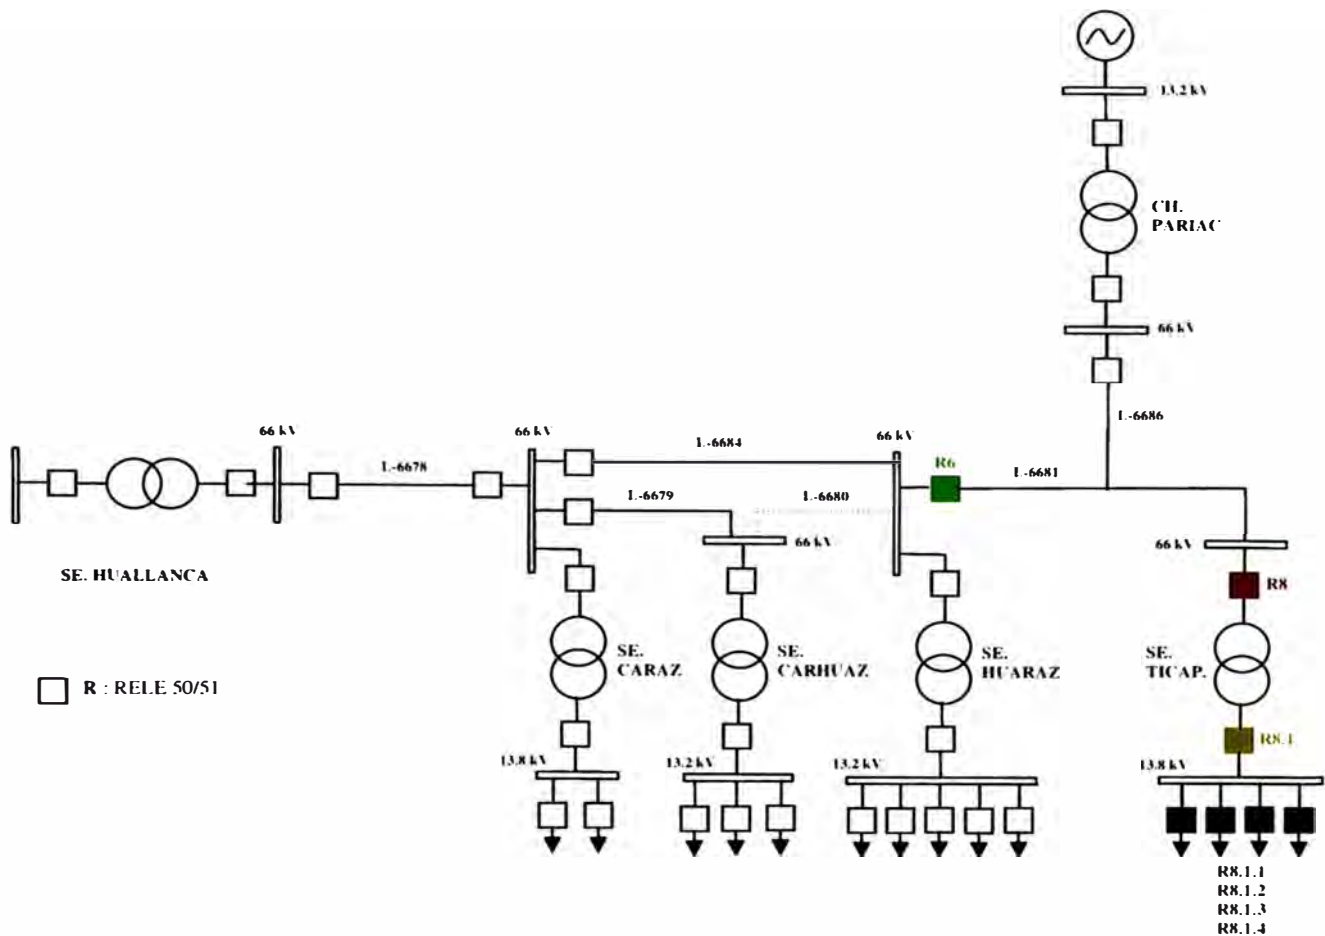 13.2 kV
CH.
PARIAC
66 kV
L-6686
66 kV
66 kV
L-6684
66 kV
L-6678
R6
L-6681
L-6679
L-6680
66 kV
66 kV
SE. HUALLANCA
R8
SE.
CARAZ
SE.
CARHUAZ
SE.
HUARAZ
SE.
TICAP.
R : RELE 50/51
R8.1
13.8 kV
13.2 kV
13.2 kV
13.8 kV
R8.1.1
R8.1.2
R8.1.3
R8.1.4